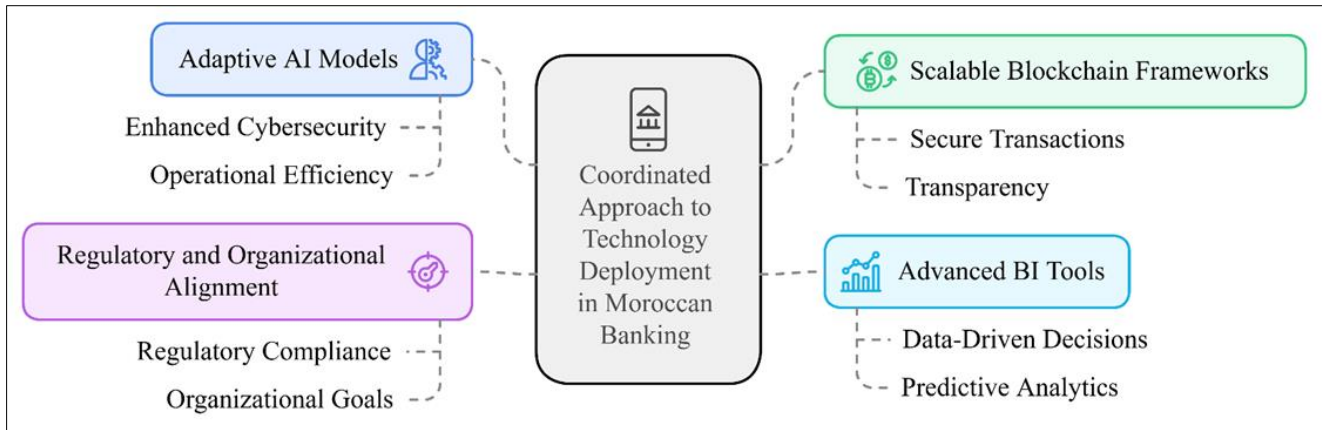 Adaptive AI Models
Enhanced Cybersecurity
Operational Efficiency
Regulatory and Organizational
Alignment
Regulatory Compliance
Organizational Goals
Coordinated
Approach to
Technology
Deployment
in Moroccan
Banking
Scalable Blockchain Frameworks
Secure Transactions
Transparency
Advanced BI Tools
Data-Driven Decisions
Predictive Analytics